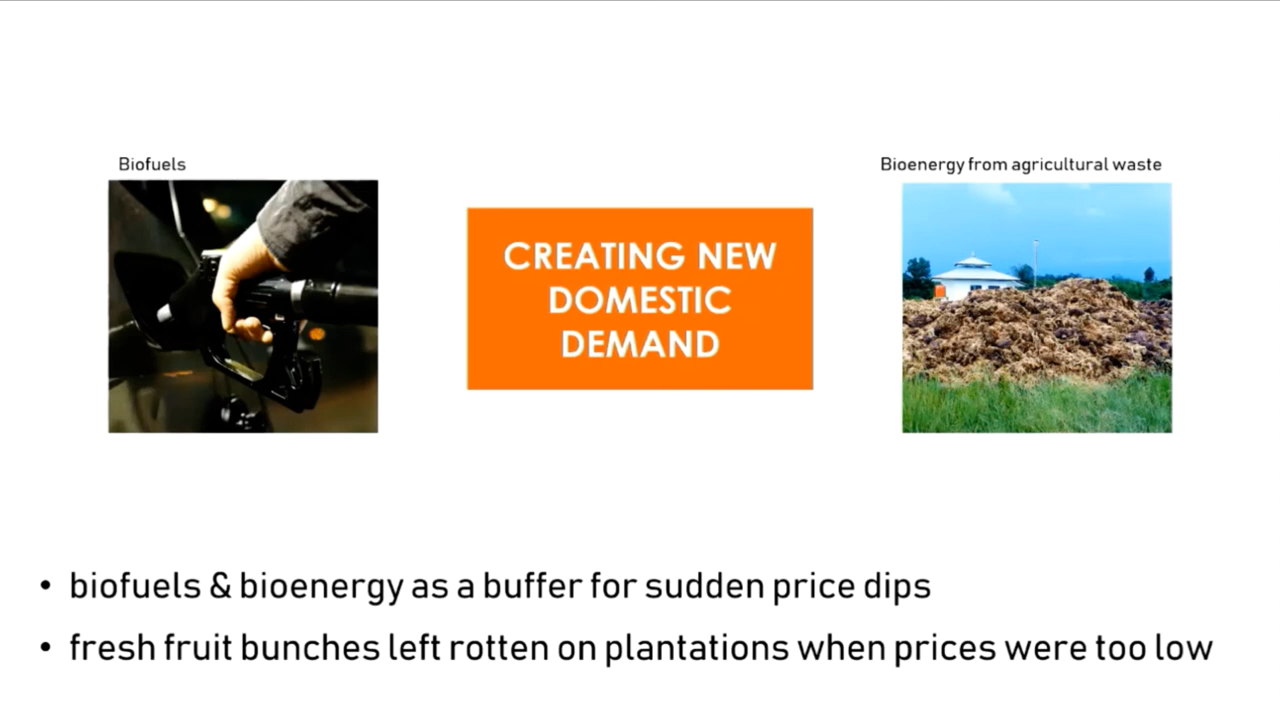 Biofuels
Bioenergy from agricultural waste
CREATING NEW
DOMESTIC
DEMAND
• biofuels & bioenergy as a buffer for sudden price dips
• fresh fruit bunches left rotten on plantations when prices were too low